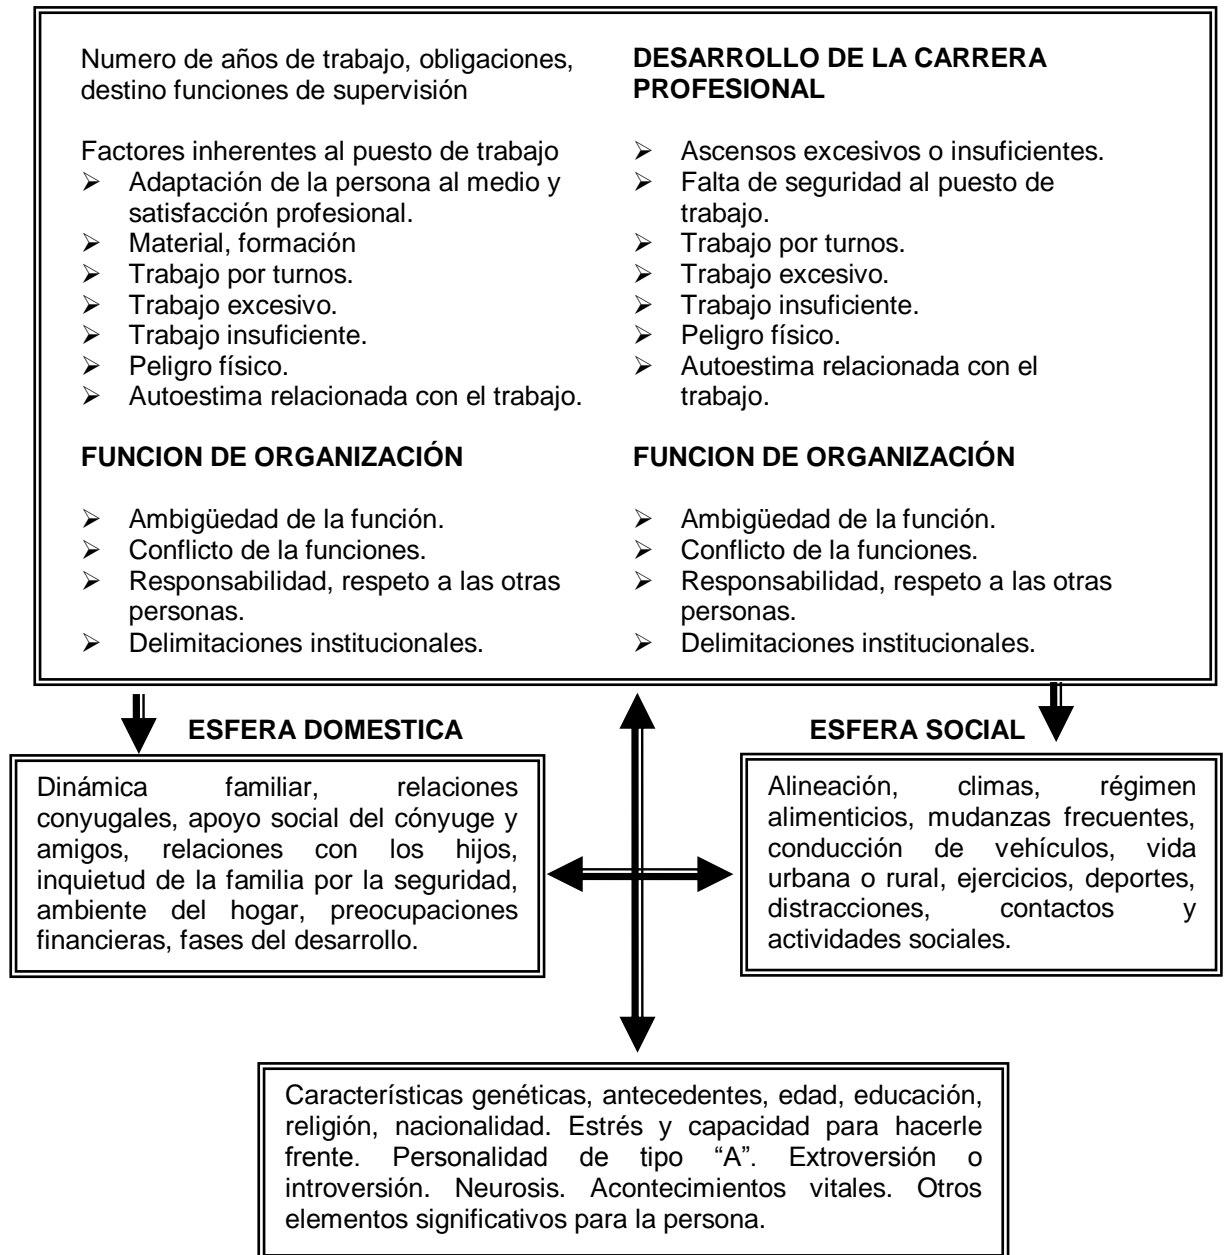 Numero de años de trabajo, obligaciones,
destino funciones de supervisión
Factores inherentes al puesto de trabajo
➢ Adaptación de la persona al medio y
satisfacción profesional.
➢ Material, formación
➢ Trabajo por turnos.
➢ Trabajo excesivo.
➢ Trabajo insuficiente.
➢ Peligro físico.
➢ Autoestima relacionada con el trabajo.
FUNCION DE ORGANIZACIÓN
➢ Ambigüedad de la función.
➢ Conflicto de la funciones.
➢ Responsabilidad, respeto a las otras
personas.
➢ Delimitaciones institucionales.
DESARROLLO DE LA CARRERA
PROFESIONAL
➢ Ascensos excesivos o insuficientes.
➢ Falta de seguridad al puesto de
trabajo.
➢ Trabajo por turnos.
➢ Trabajo excesivo.
➢ Trabajo insuficiente.
➢ Peligro físico.
➢ Autoestima relacionada con el
trabajo.
FUNCION DE ORGANIZACIÓN
➢ Ambigüedad de la función.
➢ Conflicto de la funciones.
➢ Responsabilidad, respeto a las otras
personas.
➢ Delimitaciones institucionales.
ESFERA DOMESTICA
Dinámica familiar, relaciones
conyugales, apoyo social del cónyuge y
amigos, relaciones con los hijos,
inquietud de la familia por la seguridad,
ambiente del hogar, preocupaciones
financieras, fases del desarrollo.
ESFERA SOCIAL
Alineación, climas, régimen
alimenticios, mudanzas frecuentes,
conducción de vehículos, vida
urbana o rural, ejercicios, deportes,
distracciones, contactos y
actividades sociales.
Características genéticas, antecedentes, edad, educación,
religión, nacionalidad. Estrés y capacidad para hacerle
frente. Personalidad de tipo “A”. Extroversión o
introversión. Neurosis. Acontecimientos vitales. Otros
elementos significativos para la persona.